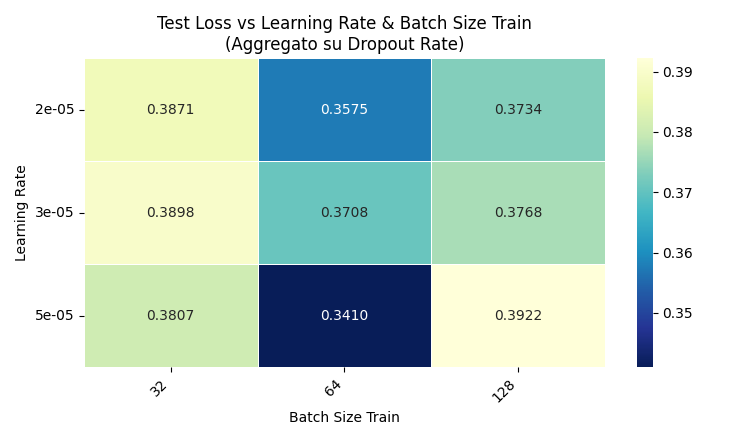 Test Loss vs Learning Rate & Batch Size Train
(Aggregato su Dropout Rate)
Learning Rate
2e-05
0.3871
0.3575
0.3734
3e-05
0.3898
0.3708
0.3768
5e-05
0.3807
0.3410
0.3922
32
64
128
Batch Size Train
0.39
0.38
0.37
0.36
0.35